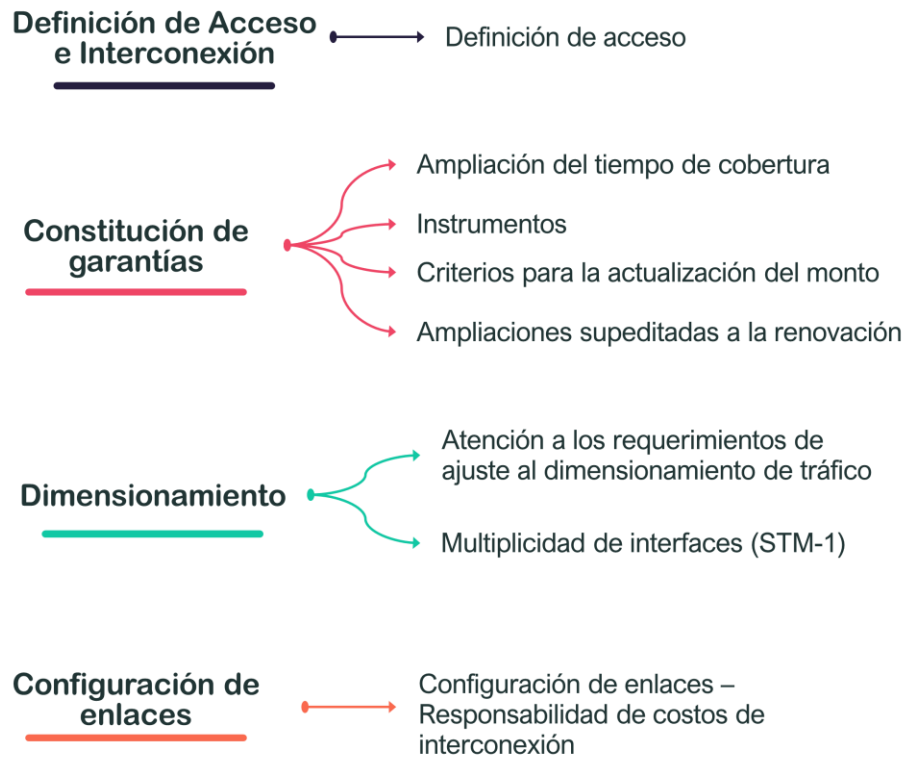 Definición de Acceso
e Interconexión
Definición de acceso
Constitución de
garantías
Ampliación del tiempo de cobertura
Instrumentos
Criterios para la actualización del monto
Ampliaciones supeditadas a la renovación
Dimensionamiento
Atención a los requerimientos de
ajuste al dimensionamiento de tráfico
Multiplicidad de interfaces (STM-1)
Configuración de
enlaces
Configuración de enlaces –
Responsabilidad de costos de
interconexión